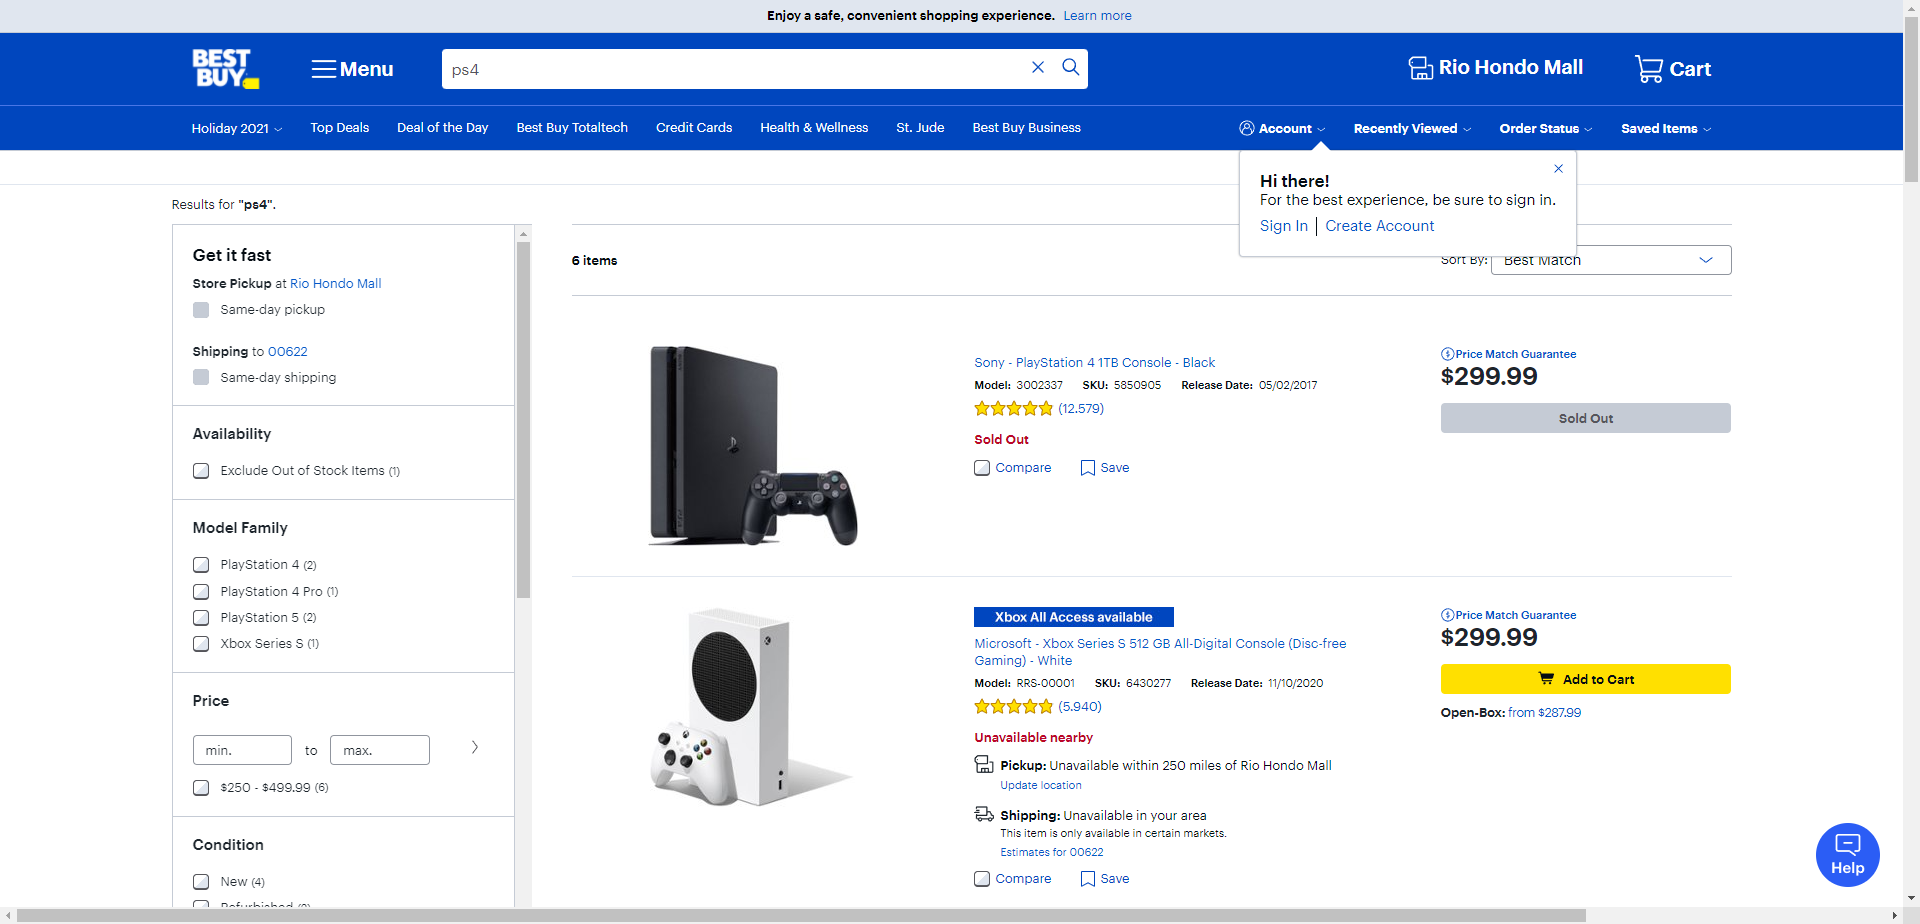 Enjoy a safe, convenient shopping experience. Learn more
BEST BUY
Menu
ps4
Rio Hondo Mall
Cart
Holiday 2021
Top Deals
Deal of the Day
Best Buy Totaltech
Credit Cards
Health & Wellness
St. Jude
Best Buy Business
Account
Recently Viewed
Order Status
Saved Items
Hi there!
For the best experience, be sure to sign in.
Sign In | Create Account
Results for "ps4".
Get it fast
Store Pickup at Rio Hondo Mall
Same-day pickup
Shipping to 00622
Same-day shipping
Availability
Exclude Out of Stock Items (1)
Model Family
PlayStation 4 (2)
PlayStation 4 Pro (1)
PlayStation 5 (2)
Xbox Series S (1)
Price
min. to max.
$250 - $499.99 (6)
Condition
New (4)
Refurbished (2)
6 items
Sort By: Best Match
Sony - PlayStation 4 1TB Console - Black
Model: 3002337 SKU: 5850905 Release Date: 05/02/2017
(12.579)
Sold Out
Compare Save
Price Match Guarantee
$299.99
Sold Out
Xbox All Access available
Microsoft - Xbox Series S 512 GB All-Digital Console (Disc-free
Gaming) - White
Model: RRS-00001 SKU: 6430277 Release Date: 11/10/2020
(5.940)
Unavailable nearby
Pickup: Unavailable within 250 miles of Rio Hondo Mall
Update location
Shipping: Unavailable in your area
This item is only available in certain markets.
Estimates for 00622
Compare Save
Price Match Guarantee
$299.99
Add to Cart
Open-Box: from $287.99
Help